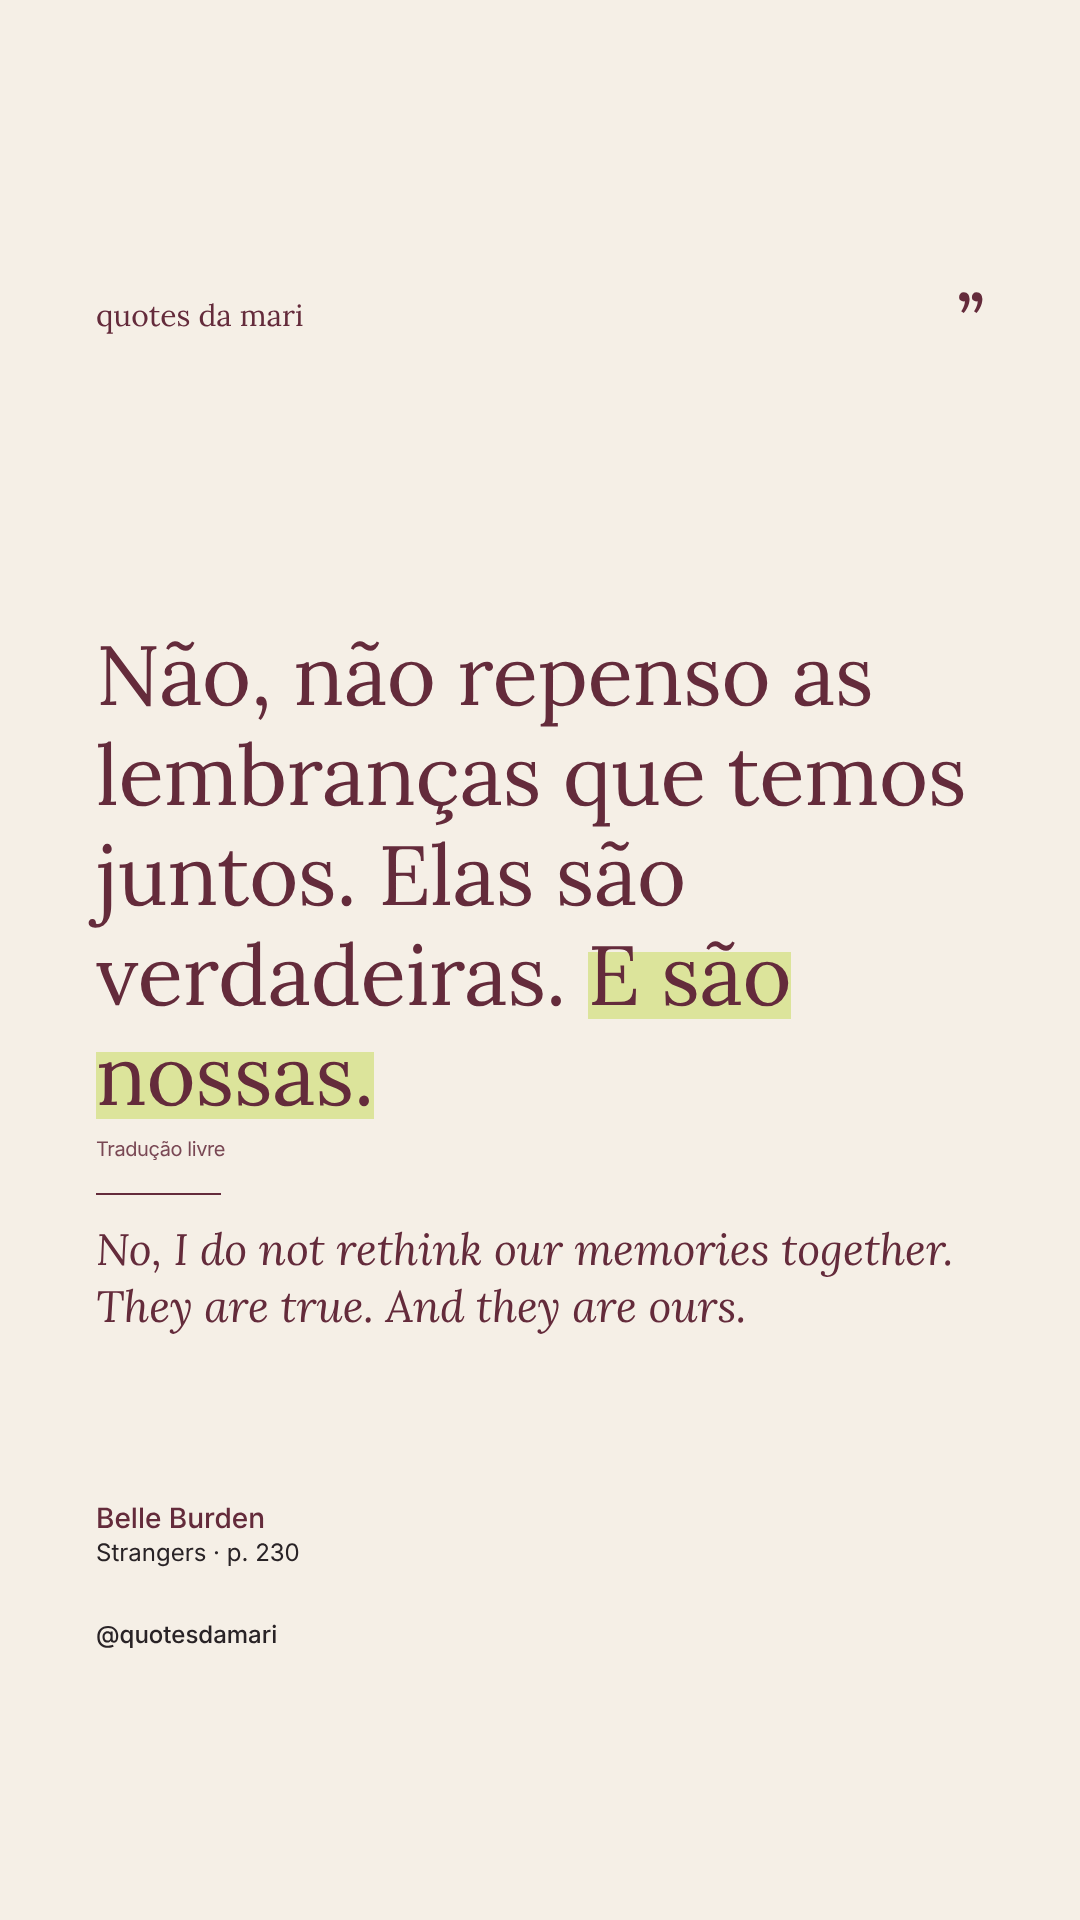 quotes da mari
”
Não, não repenso as
lembranças que temos
juntos. Elas são
verdadeiras. E são
nossas.
Tradução livre
No, I do not rethink our memories together.
They are true. And they are ours.
Belle Burden
Strangers · p. 230
@quotesdamari